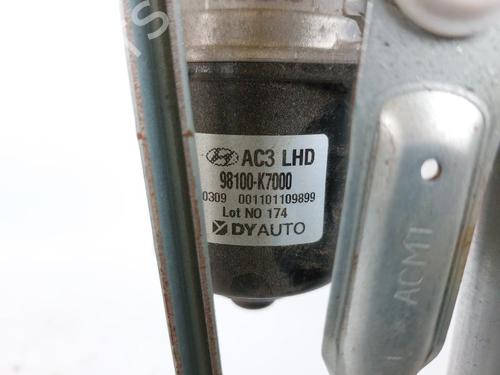 AC3 LHD
98100-K7000
0309 001101109899
Lot NO 174
DYAUTO
ACM1